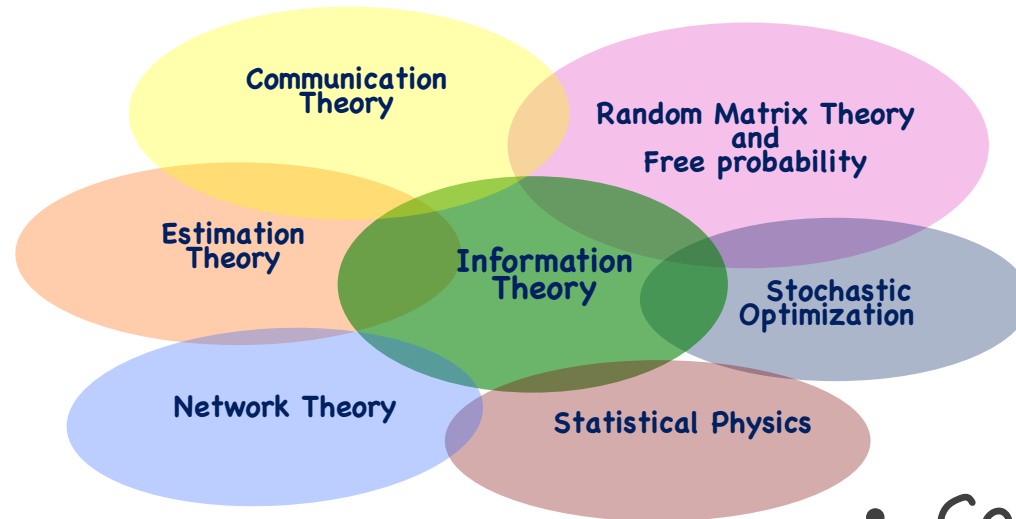 Communication
Theory
Random Matrix Theory
and
Free probability
Estimation
Theory
Information
Theory
Stochastic
Optimization
Network Theory
Statistical Physics